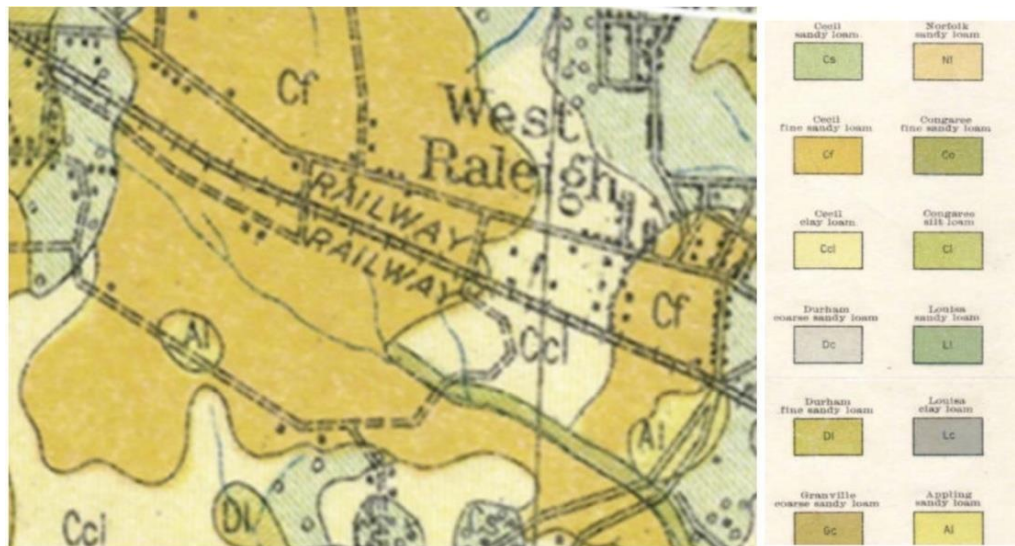 Cf
West
Raleigh
RAILWAY
RAILWAY
Cf
Al
Ccl
Al
Dl
Ccl
Cecil
sandy loam
Cs
Norfolk
sandy loam
Nl
Cecil
fine sandy loam
Cf
Congaree
fine sandy loam
Co
Cecil
clay loam
Ccl
Congaree
silt loam
Cl
Durham
coarse sandy loam
Dc
Louisa
sandy loam
Ll
Durham
fine sandy loam
Dl
Louisa
clay loam
Lc
Granville
coarse sandy loam
Gc
Appling
sandy loam
Al